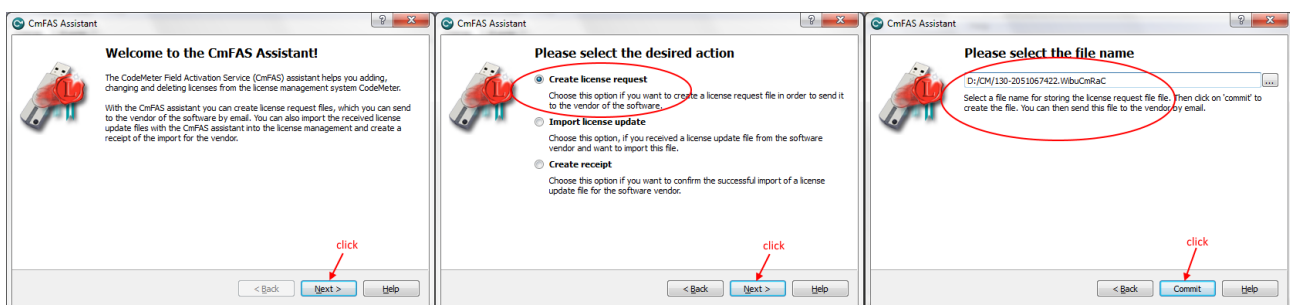 CmFAS Assistant
Welcome to the CmFAS Assistant!
The CodeMeter Field Activation Service (CmFAS) assistant helps you adding,
changing and deleting licenses from the license management system CodeMeter.
With the CmFAS assistant you can create license request files, which you can send
to the vendor of the software by email. You can also import the received license
update files with the CmFAS assistant into the license management and create a
receipt of the import for the vendor.
click
< Back
Next >
Help
CmFAS Assistant
Please select the desired action
Create license request
Choose this option if you want to create a license request file in order to send it
to the vendor of the software.
Import license update
Choose this option, if you received a license update file from the software
vendor and want to import this file.
Create receipt
Choose this option if you want to confirm the successful import of a license
update file for the software vendor.
click
< Back
Next >
Help
CmFAS Assistant
Please select the file name
D:/CM/130-2051067422.WibuCmRaC
...
Select a file name for storing the license request file file. Then click on 'commit' to
create the file. You can then send this file to the vendor by email.
click
< Back
Commit
Help